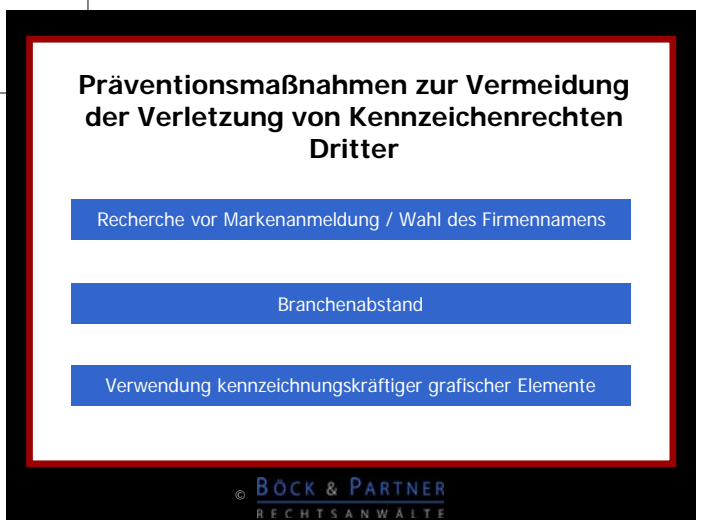 Präventionsmaßnahmen zur Vermeidung
der Verletzung von Kennzeichenrechten
Dritter
Recherche vor Markenanmeldung / Wahl des Firmennamens
Branchenabstand
Verwendung kennzeichnungskräftiger grafischer Elemente
© BÖCK & PARTNER
RECHTSANWÄLTE